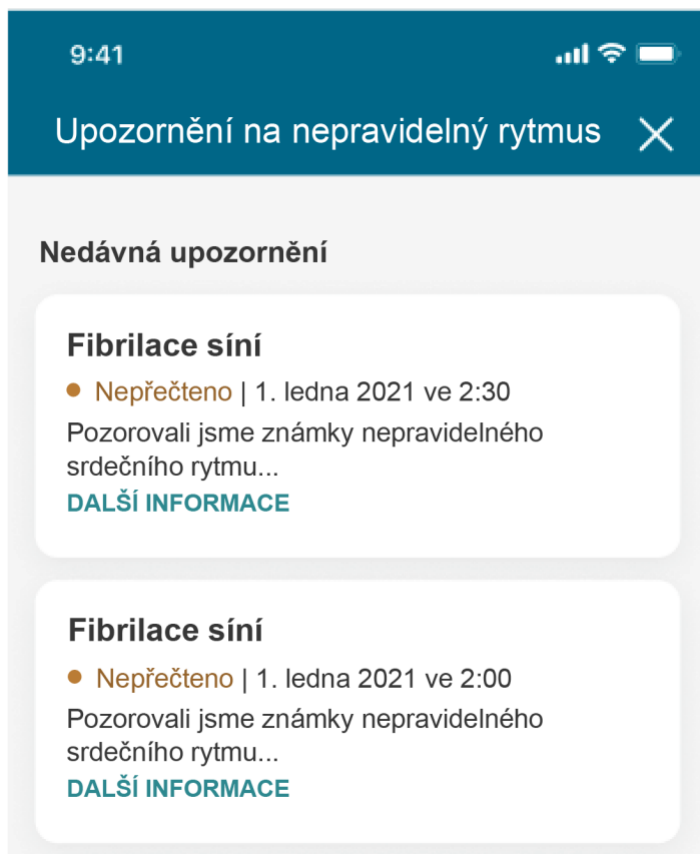 9:41
Upozornění na nepravidelný rytmus
Nedávná upozornění
Fibrilace síní
Nepřečteno | 1. ledna 2021 ve 2:30
Pozorovali jsme známky nepravidelného
srdečního rytmu...
DALŠÍ INFORMACE
Fibrilace síní
Nepřečteno | 1. ledna 2021 ve 2:00
Pozorovali jsme známky nepravidelného
srdečního rytmu...
DALŠÍ INFORMACE